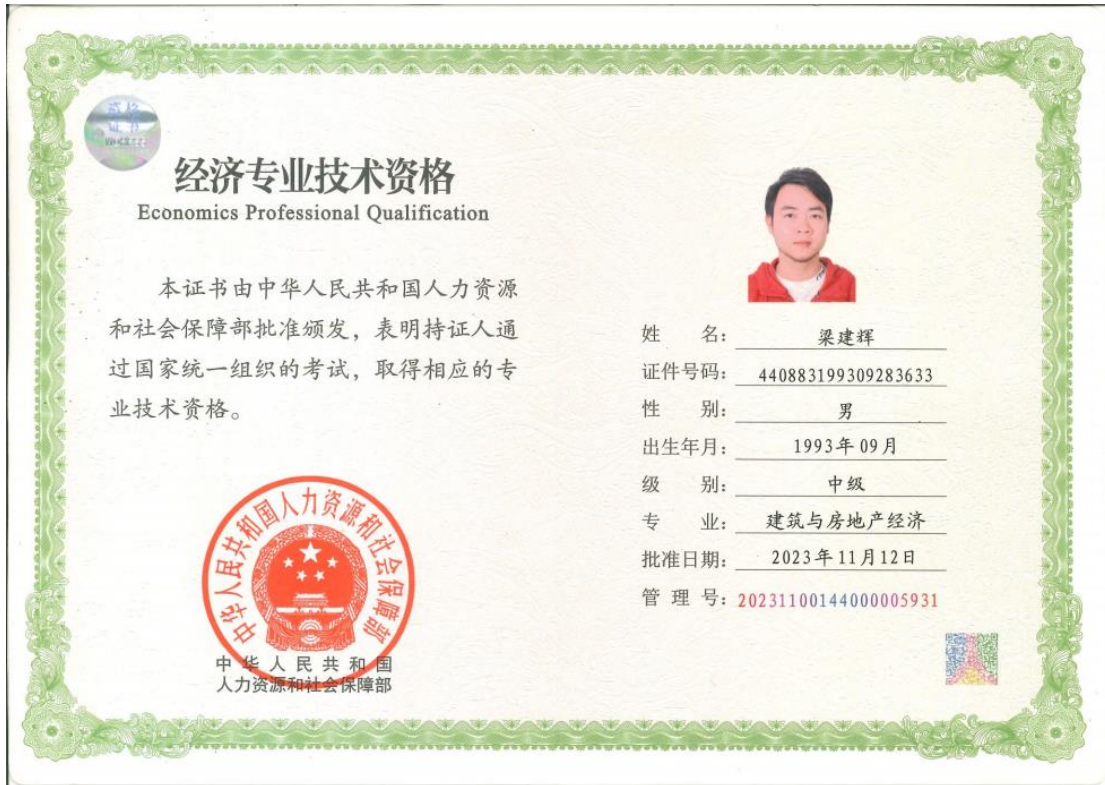 资格
证书
经济专业技术资格
Economics Professional Qualification
本证书由中华人民共和国人力资源
和社会保障部批准颁发，表明持证人通
过国家统一组织的考试，取得相应的专
业技术资格。
中华人民共和国人力资源和社会保障部
中华人民共和国
人力资源和社会保障部
姓 名： 梁建辉
证件号码： 440883199309283633
性 别： 男
出生年月： 1993年09月
级 别： 中级
专 业： 建筑与房地产经济
批准日期： 2023年11月12日
管 理 号： 20231100144000005931